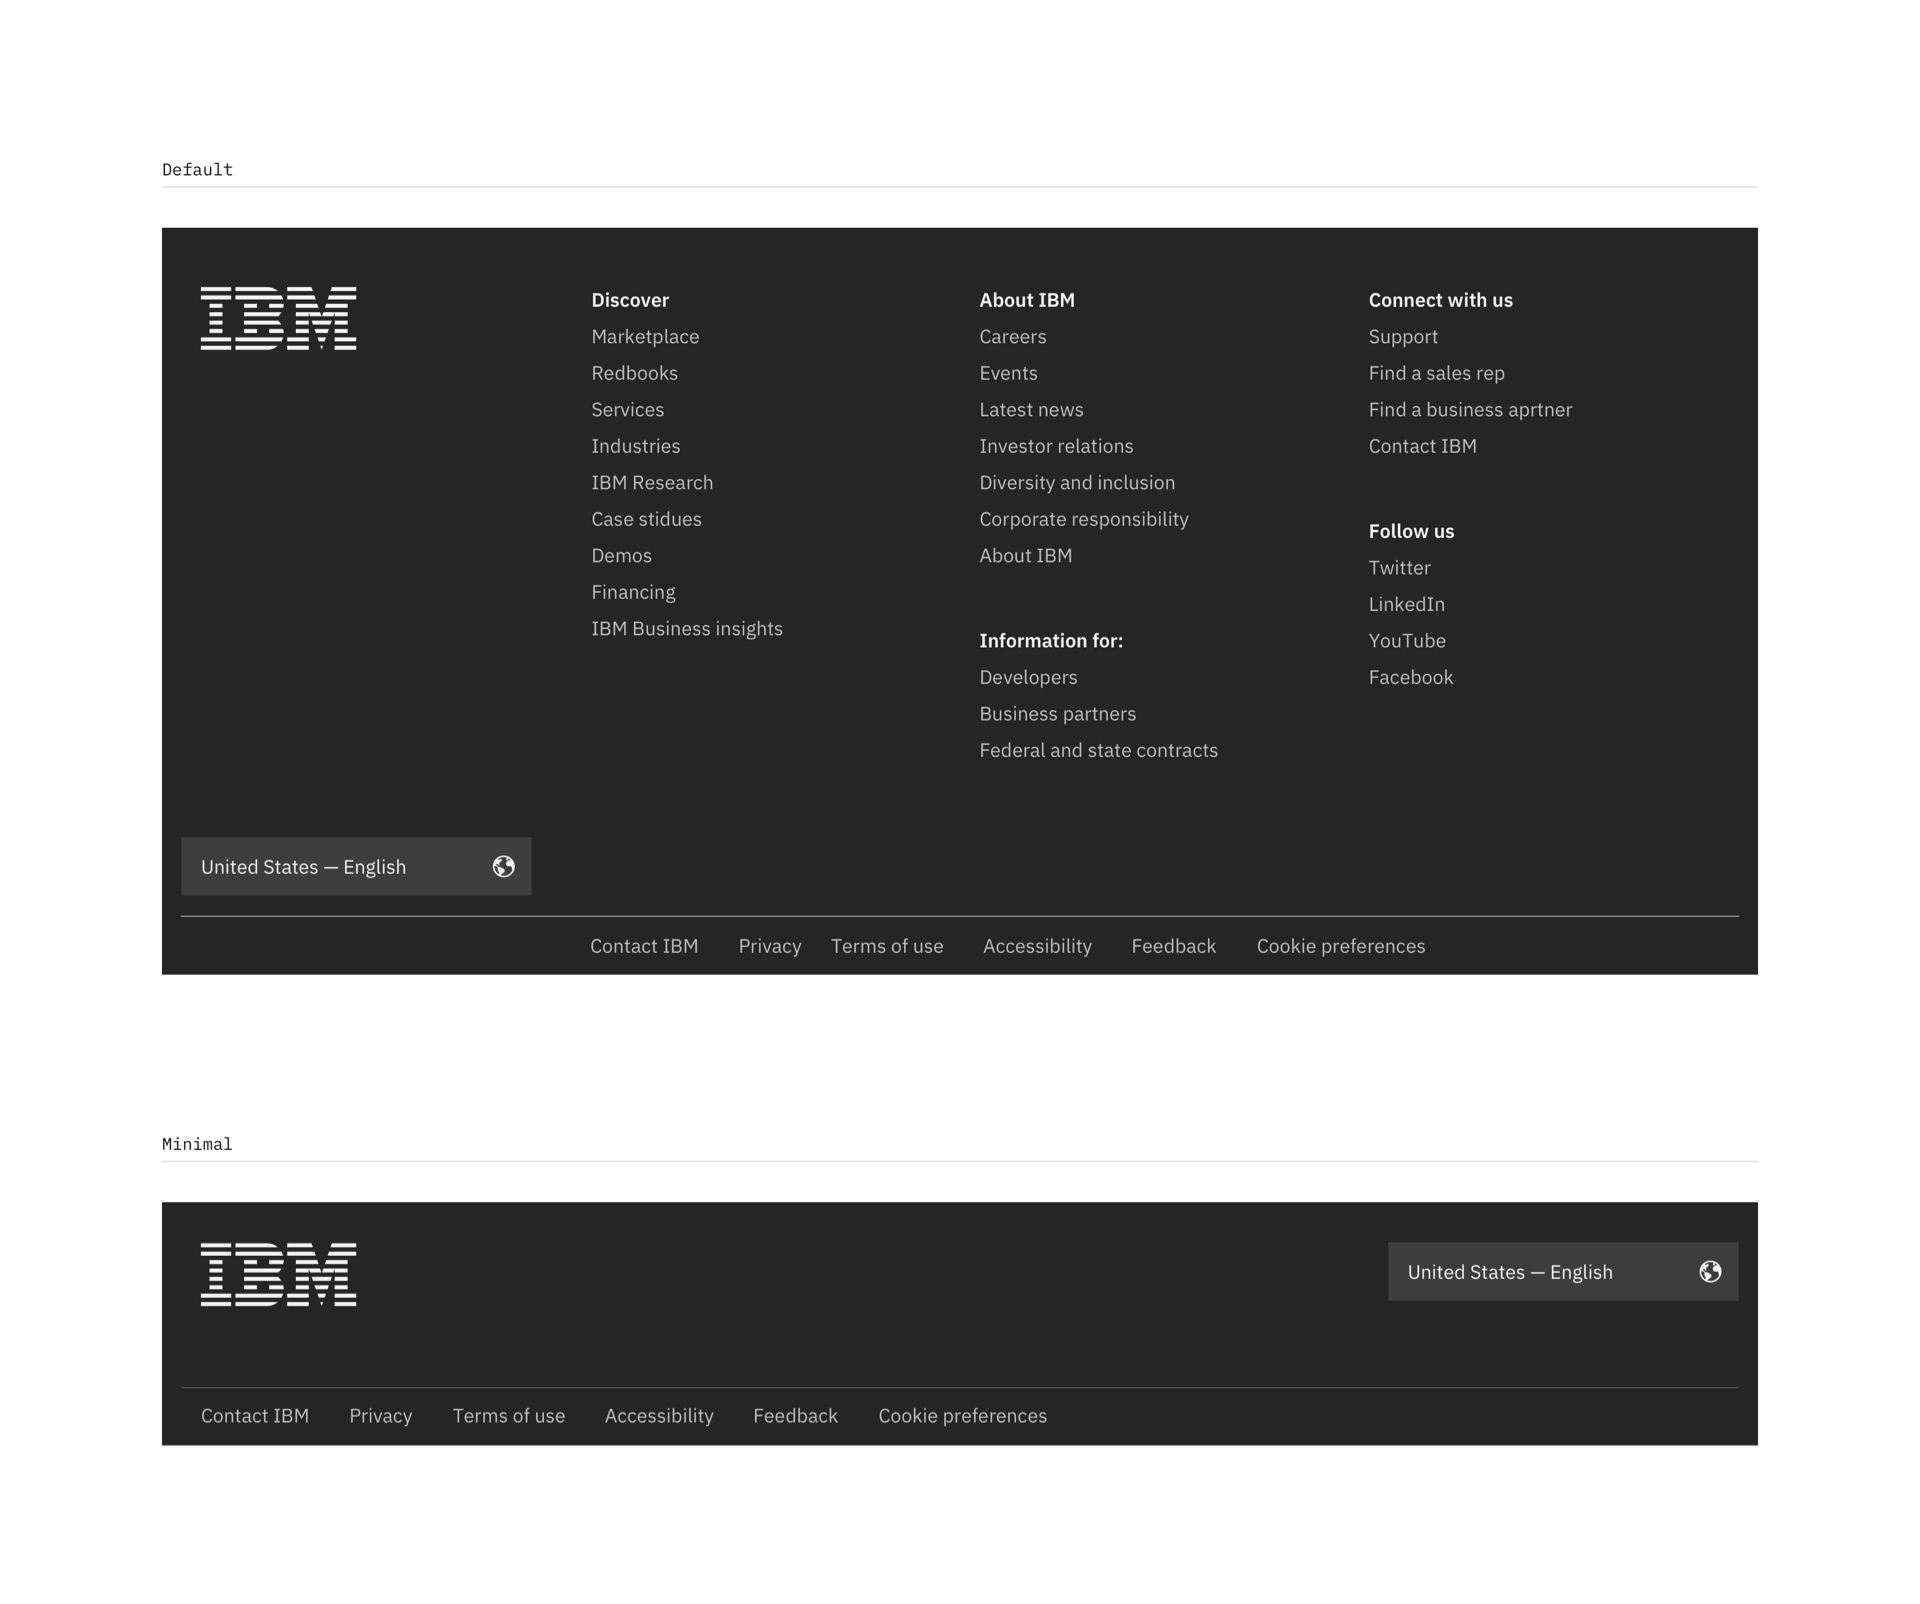 Default
IBM
Discover
Marketplace
Redbooks
Services
Industries
IBM Research
Case stidues
Demos
Financing
IBM Business insights
About IBM
Careers
Events
Latest news
Investor relations
Diversity and inclusion
Corporate responsibility
About IBM
Information for:
Developers
Business partners
Federal and state contracts
Connect with us
Support
Find a sales rep
Find a business aprtner
Contact IBM
Follow us
Twitter
LinkedIn
YouTube
Facebook
United States — English
Contact IBM Privacy Terms of use Accessibility Feedback Cookie preferences
Minimal
IBM
United States — English
Contact IBM Privacy Terms of use Accessibility Feedback Cookie preferences